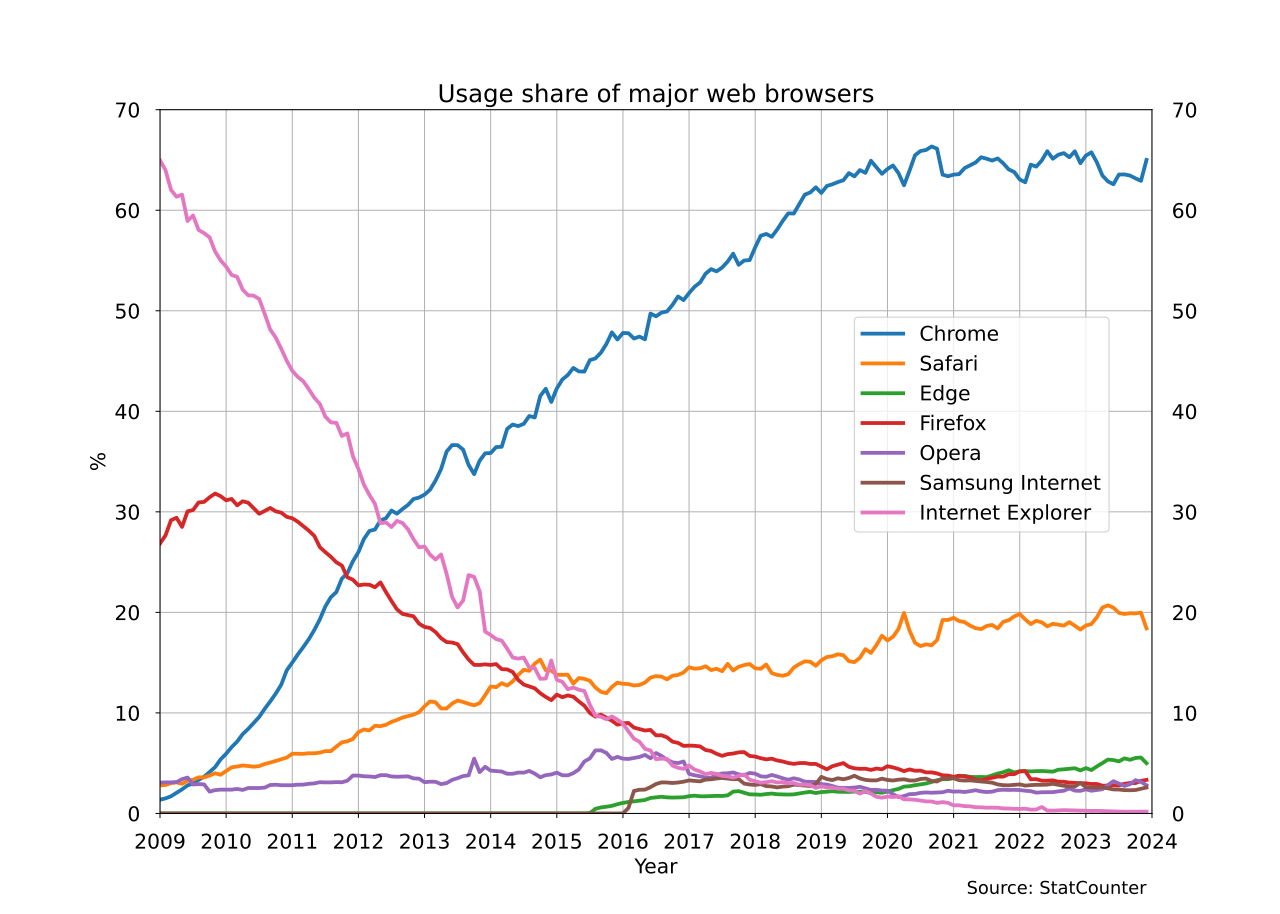 Usage share of major web browsers
70 70
60 60
50 50
Chrome
Safari
Edge
40 40
Firefox
Opera
%
Samsung Internet
30 Internet Explorer 30
20 20
10 10
0 0
2009 2010 2011 2012 2013 2014 2015 2016 2017 2018 2019 2020 2021 2022 2023 2024
Year
Source: StatCounter